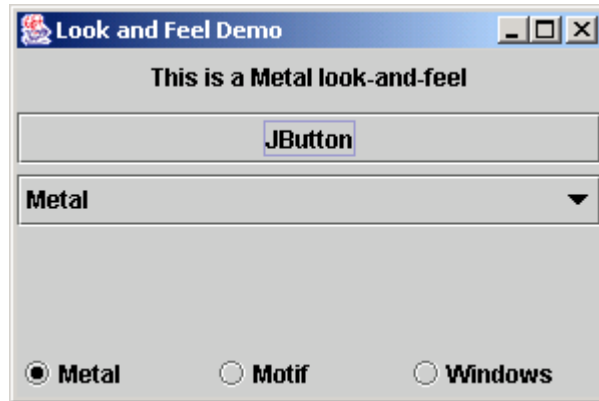 Look and Feel Demo
This is a Metal look-and-feel
JButton
Metal
Metal Motif Windows